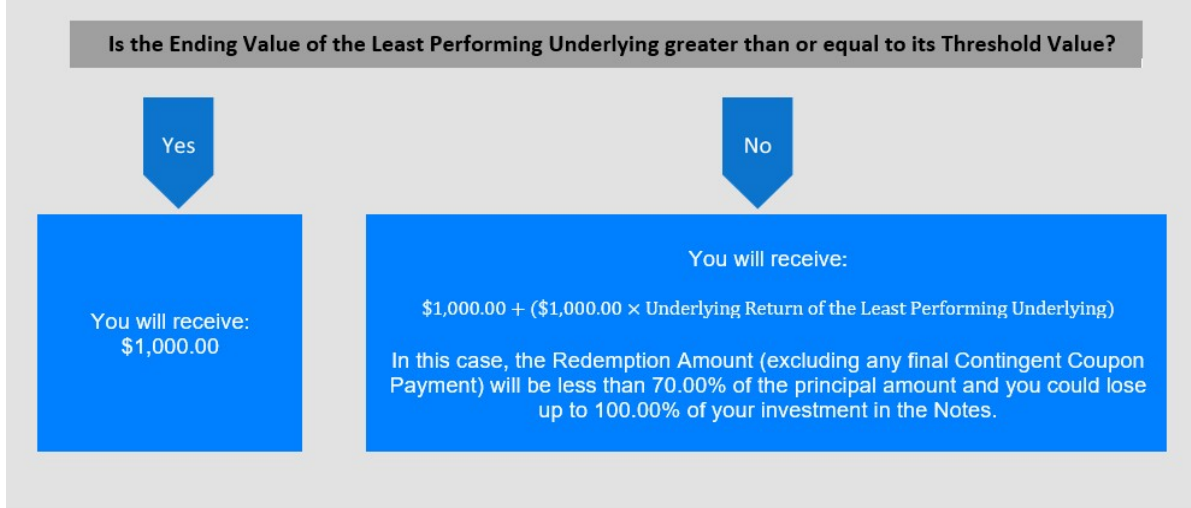 Is the Ending Value of the Least Performing Underlying greater than or equal to its Threshold Value?
Yes
No
You will receive:
$1,000.00
You will receive:
$1,000.00 + ($1,000.00 × Underlying Return of the Least Performing Underlying)
In this case, the Redemption Amount (excluding any final Contingent Coupon
Payment) will be less than 70.00% of the principal amount and you could lose
up to 100.00% of your investment in the Notes.